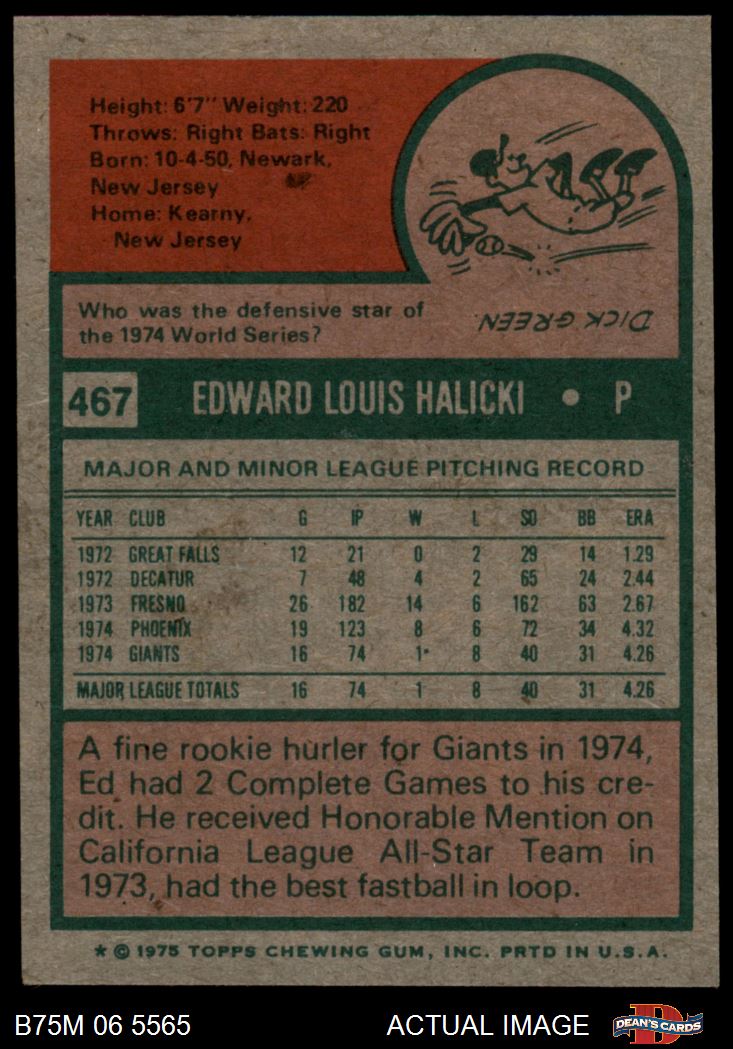 Height: 6'7" Weight: 220
Throws: Right Bats: Right
Born: 10-4-50, Newark,
New Jersey
Home: Kearny,
New Jersey
Who was the defensive star of
the 1974 World Series?
DICK GREEN
467 EDWARD LOUIS HALICKI • P
MAJOR AND MINOR LEAGUE PITCHING RECORD
YEAR CLUB G IP W L SO BB ERA
1972 GREAT FALLS 12 21 0 2 29 14 1.29
1972 DECATUR 7 48 4 2 65 24 2.44
1973 FRESNO 26 182 14 6 162 63 2.67
1974 PHOENIX 19 123 8 6 72 34 4.32
1974 GIANTS 16 74 1 8 40 31 4.26
MAJOR LEAGUE TOTALS 16 74 1 8 40 31 4.26
A fine rookie hurler for Giants in 1974,
Ed had 2 Complete Games to his cre-
dit. He received Honorable Mention on
California League All-Star Team in
1973, had the best fastball in loop.
* © 1975 TOPPS CHEWING GUM, INC. PRTD IN U.S.A.
B75M 06 5565 ACTUAL IMAGE DEAN'S CARDS